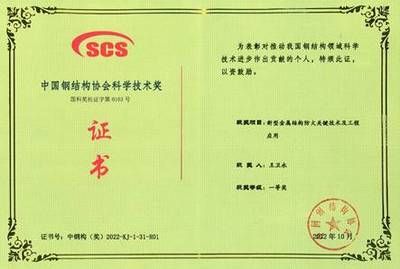 SCS
中国钢结构协会科学技术奖
国科奖社证字第0103号
证
书
证书号：中钢构（奖）2022-KJ-1-31-R01
为表彰对推动我国钢结构领域科学
技术进步作出贡献的个人，特颁此证，
以资鼓励。
获奖项目：新型金属结构防火关键技术及工程
应用
获奖人：王卫永
获奖等级：一等奖
2022年10月